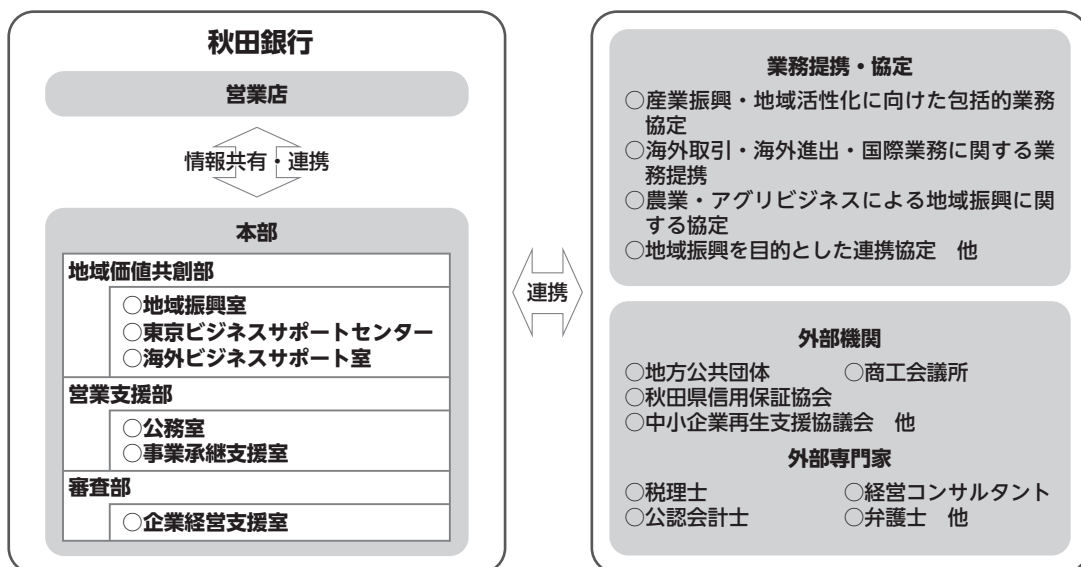 秋田銀行
営業店
情報共有・連携
本部
地域価値共創部
○地域振興室
○東京ビジネスサポートセンター
○海外ビジネスサポート室
営業支援部
○公務室
○事業承継支援室
審査部
○企業経営支援室
連携
業務提携・協定
○産業振興・地域活性化に向けた包括的業務
協定
○海外取引・海外進出・国際業務に関する業
務提携
○農業・アグリビジネスによる地域振興に関
する協定
○地域振興を目的とした連携協定　他
外部機関
○地方公共団体　○商工会議所
○秋田県信用保証協会
○中小企業再生支援協議会　他
外部専門家
○税理士　○経営コンサルタント
○公認会計士　○弁護士　他